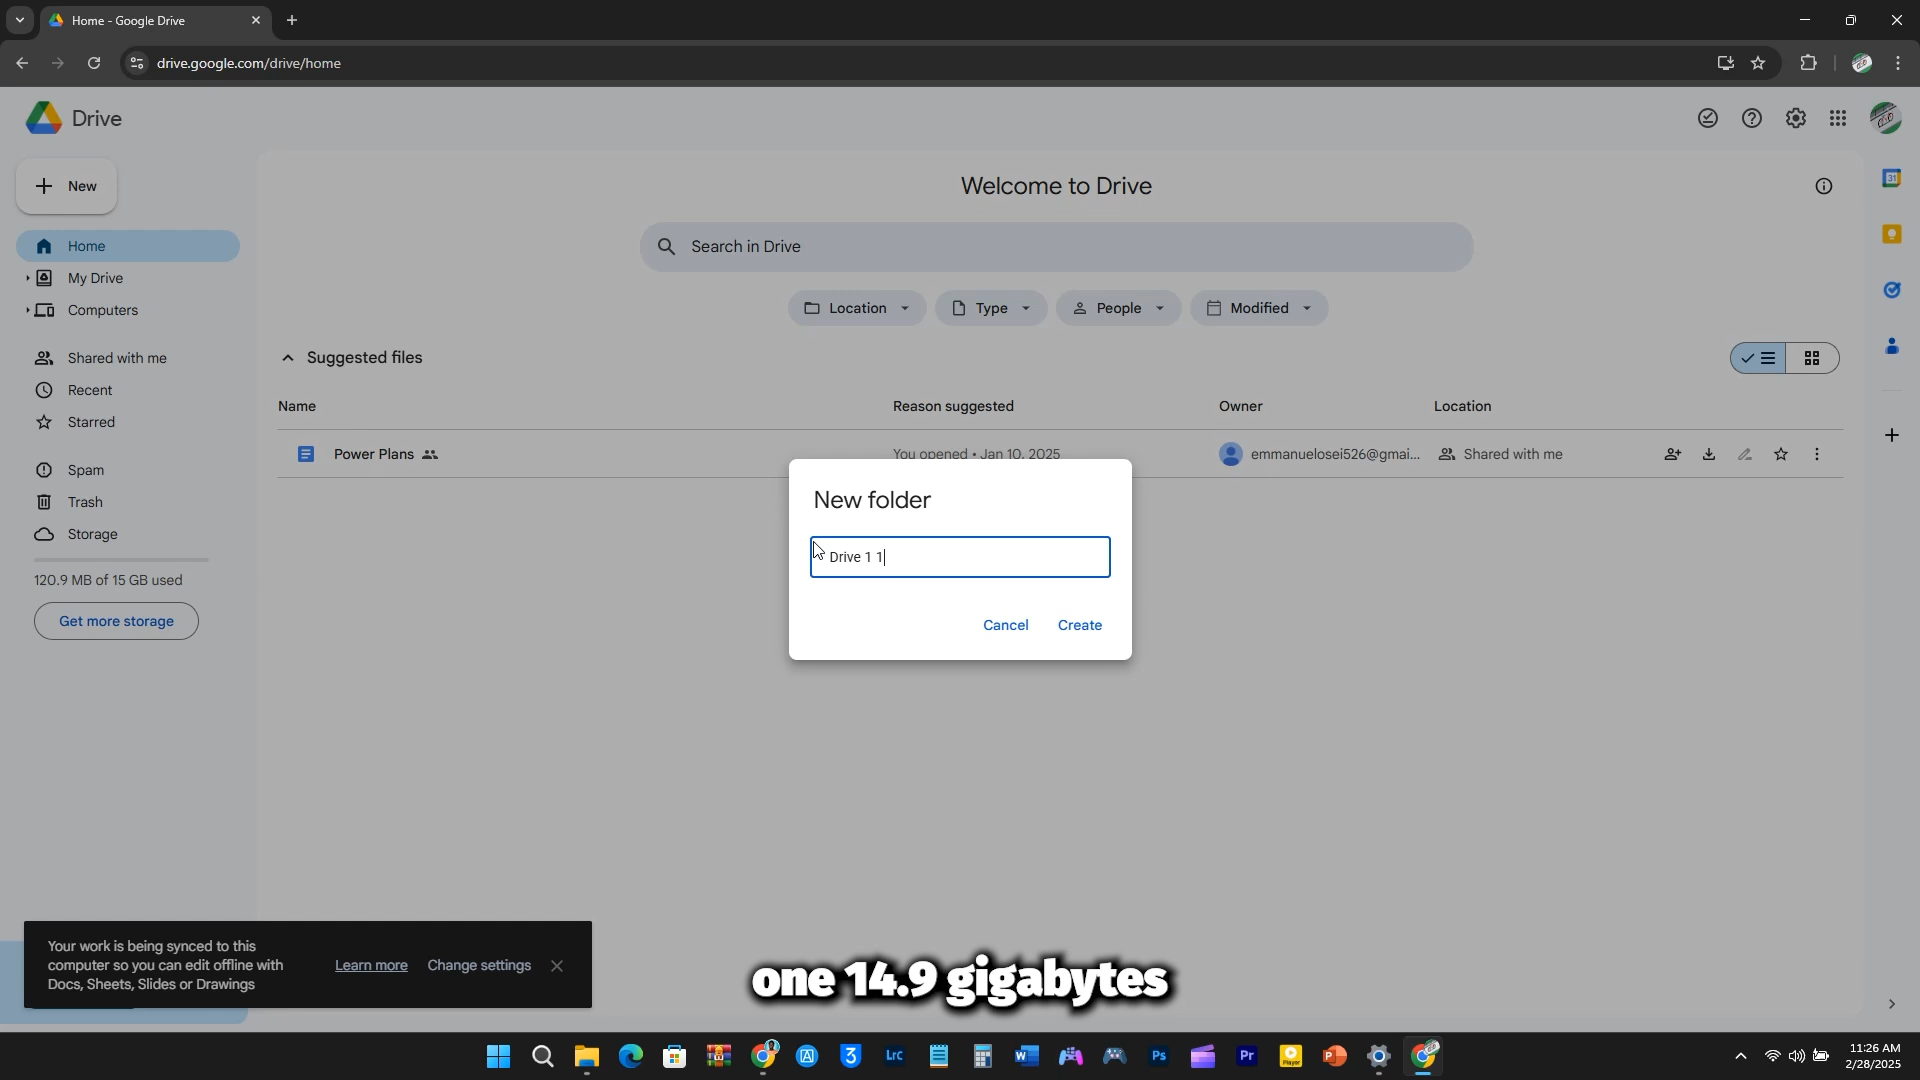 Home - Google Drive
drive.google.com/drive/home
Drive
New
Welcome to Drive
31
Home
My Drive
Computers
Search in Drive
Location
Type
People
Modified
Shared with me
Recent
Starred
Suggested files
Name
Reason suggested
Owner
Location
Power Plans
You opened • Jan 10, 2025
emmanuelosei526@gmai...
Shared with me
Spam
Trash
Storage
120.9 MB of 15 GB used
Get more storage
New folder
Drive 1 1
Cancel
Create
Your work is being synced to this
computer so you can edit offline with
Docs, Sheets, Slides or Drawings
Learn more
Change settings
one 14.9 gigabytes
LrC
Ps
Pr
Player
11:26 AM
2/28/2025